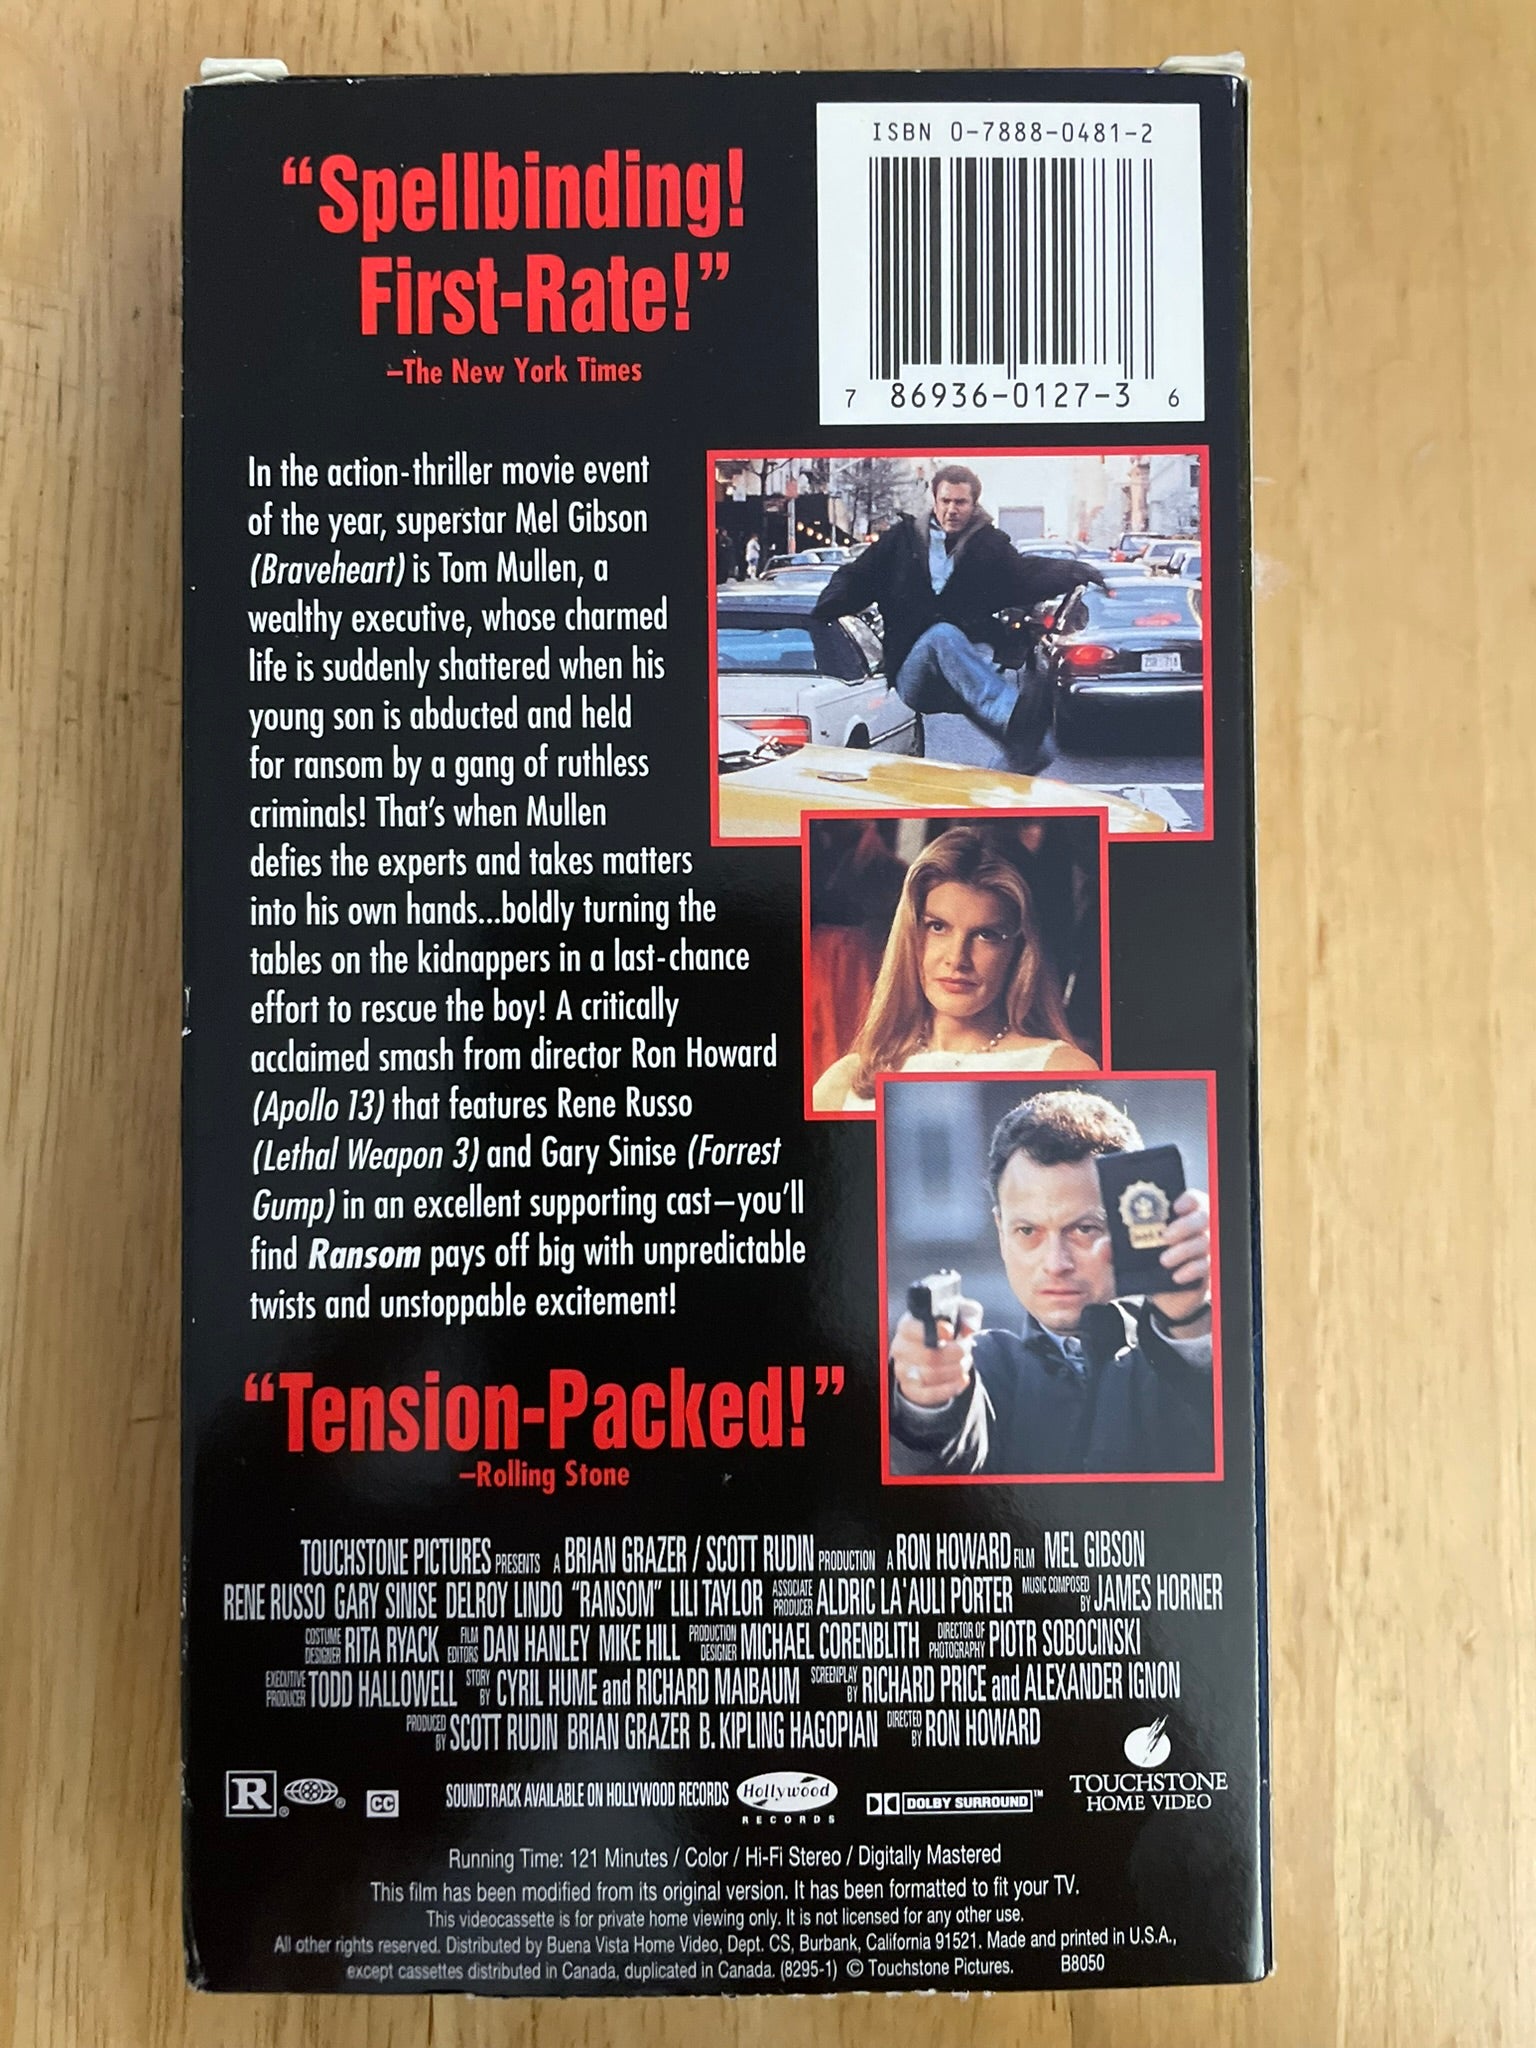 ISBN 0-7888-0481-2
7 86936-0127-3 6
“Spellbinding!
First-Rate!”
–The New York Times
In the action-thriller movie event
of the year, superstar Mel Gibson
(Braveheart) is Tom Mullen, a
wealthy executive, whose charmed
life is suddenly shattered when his
young son is abducted and held
for ransom by a gang of ruthless
criminals! That’s when Mullen
defies the experts and takes matters
into his own hands...boldly turning the
tables on the kidnappers in a last-chance
effort to rescue the boy! A critically
acclaimed smash from director Ron Howard
(Apollo 13) that features Rene Russo
(Lethal Weapon 3) and Gary Sinise (Forrest
Gump) in an excellent supporting cast–you’ll
find Ransom pays off big with unpredictable
twists and unstoppable excitement!
“Tension-Packed!”
–Rolling Stone
TOUCHSTONE PICTURES PRESENTS A BRIAN GRAZER / SCOTT RUDIN PRODUCTION A RON HOWARD FILM MEL GIBSON
RENE RUSSO GARY SINISE DELROY LINDO “RANSOM” LILI TAYLOR ASSOCIATE PRODUCER ALDRIC LA'AULI PORTER MUSIC COMPOSED BY JAMES HORNER
COSTUME DESIGNER RITA RYACK FILM EDITORS DAN HANLEY MIKE HILL PRODUCTION DESIGNER MICHAEL CORENBLITH DIRECTOR OF PHOTOGRAPHY PIOTR SOBOCINSKI
EXECUTIVE PRODUCER TODD HALLOWELL STORY BY CYRIL HUME and RICHARD MAIBAUM SCREENPLAY BY RICHARD PRICE and ALEXANDER IGNON
PRODUCED BY SCOTT RUDIN BRIAN GRAZER B. KIPLING HAGOPIAN DIRECTED BY RON HOWARD
R ® ® CC SOUNDTRACK AVAILABLE ON HOLLYWOOD RECORDS Hollywood RECORDS DOLBY SURROUND™
TOUCHSTONE
HOME VIDEO
Running Time: 121 Minutes / Color / Hi-Fi Stereo / Digitally Mastered
This film has been modified from its original version. It has been formatted to fit your TV.
This videocassette is for private home viewing only. It is not licensed for any other use.
All other rights reserved. Distributed by Buena Vista Home Video, Dept. CS, Burbank, California 91521. Made and printed in U.S.A.,
except cassettes distributed in Canada, duplicated in Canada. (8295-1) © Touchstone Pictures. B8050